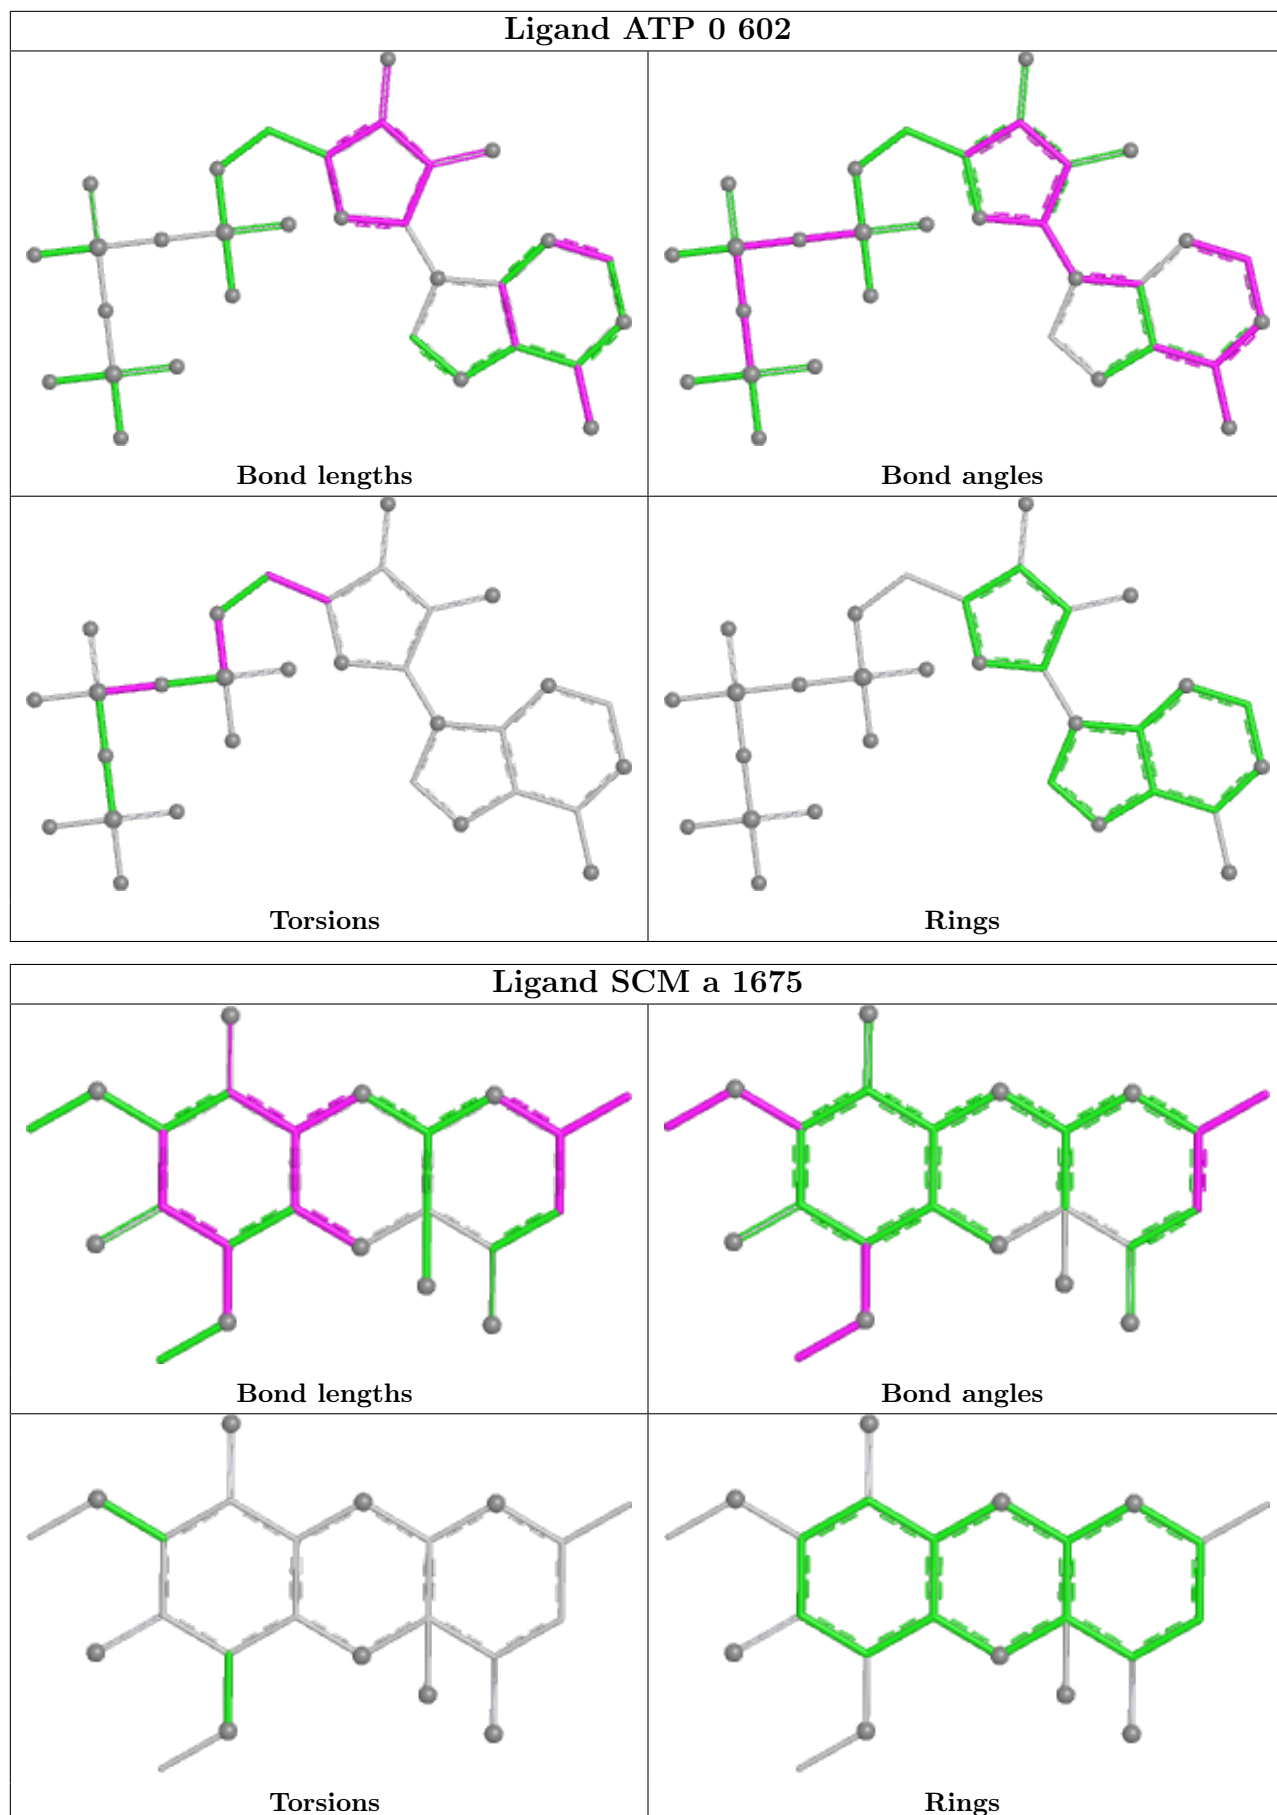 Ligand ATP 0 602
Bond lengths
Bond angles
Torsions
Rings
Ligand SCM a 1675
Bond lengths
Bond angles
Torsions
Rings